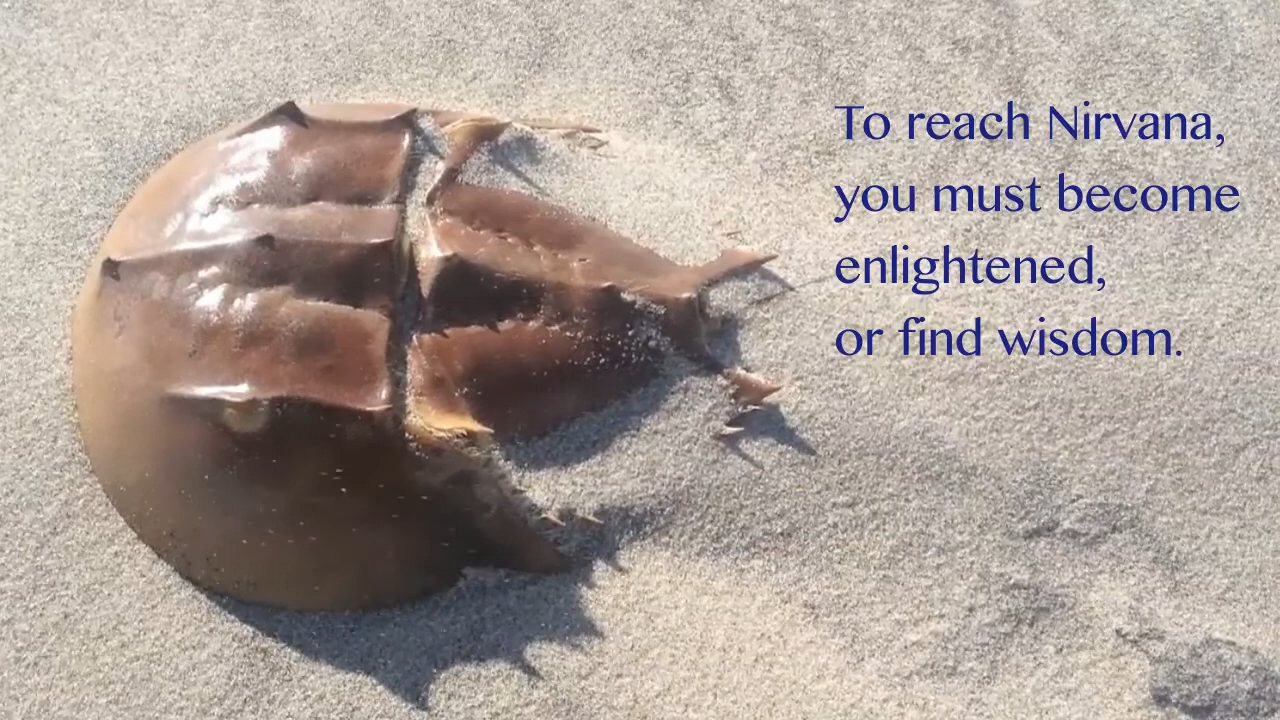 To reach Nirvana,
you must become
enlightened,
or find wisdom.